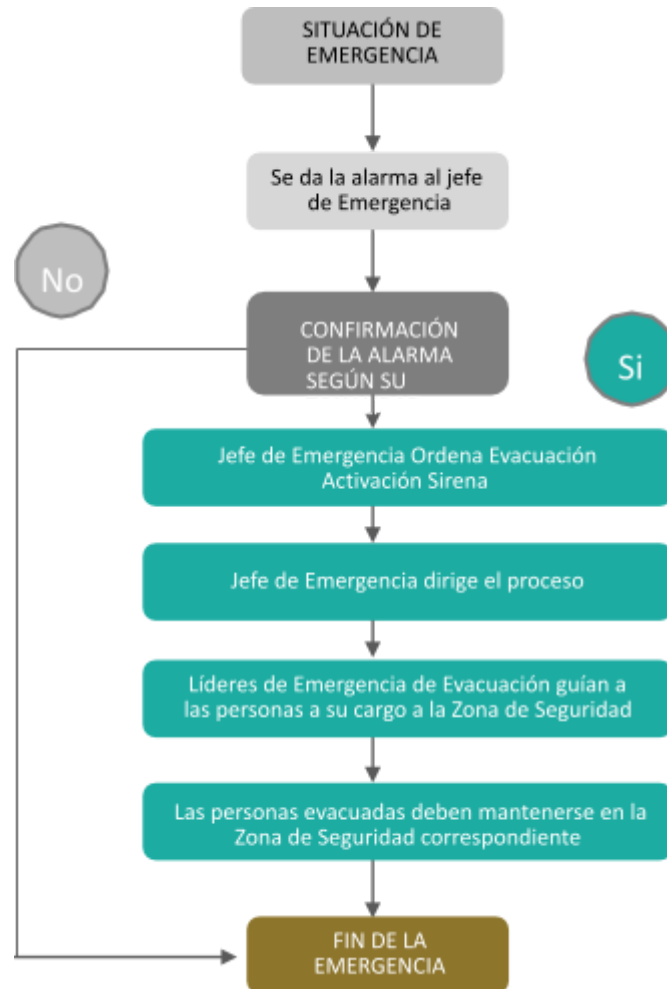 SITUACIÓN DE
EMERGENCIA
Se da la alarma al jefe
de Emergencia
No
CONFIRMACIÓN
DE LA ALARMA
SEGÚN SU
Si
Jefe de Emergencia Ordena Evacuación
Activación Sirena
Jefe de Emergencia dirige el proceso
Líderes de Emergencia de Evacuación guían a
las personas a su cargo a la Zona de Seguridad
Las personas evacuadas deben mantenerse en la
Zona de Seguridad correspondiente
FIN DE LA
EMERGENCIA